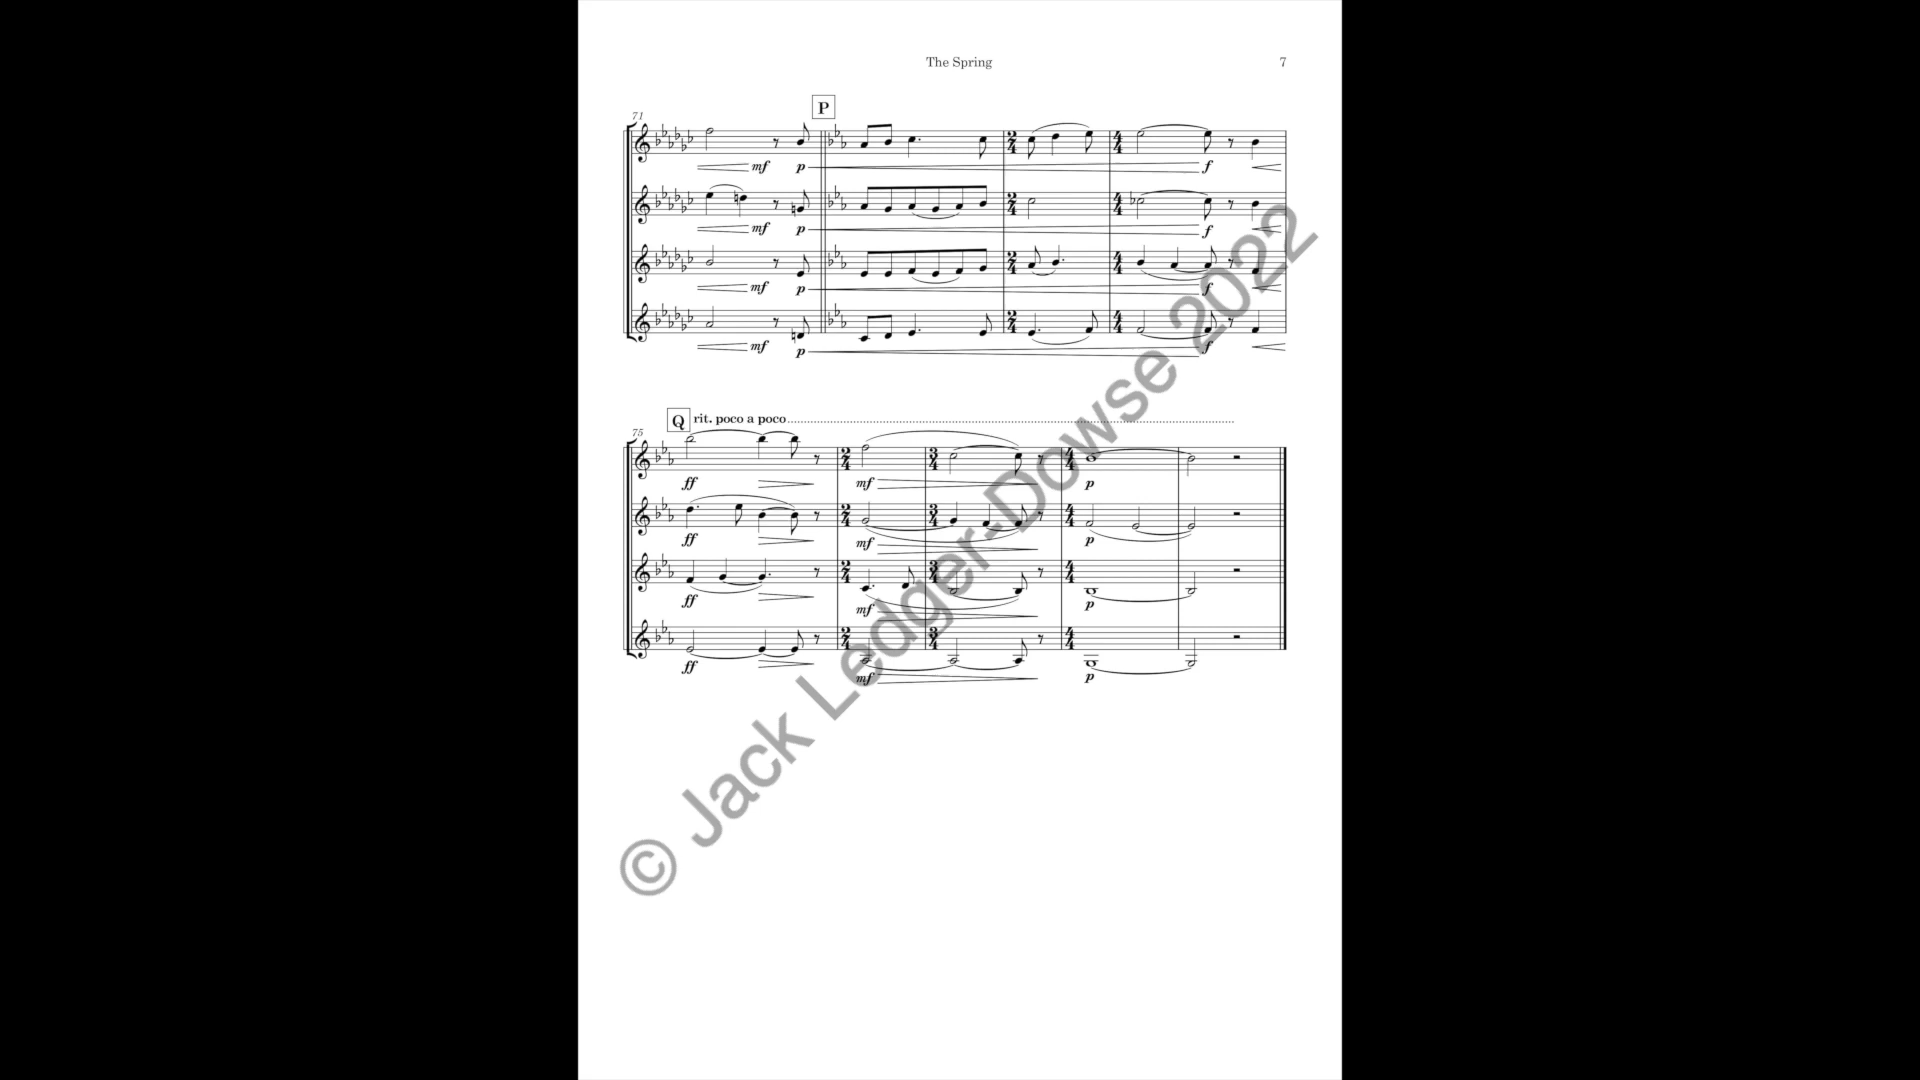 The Spring 7
P
71
mf p f
mf p f
mf p f
mf p f
Q rit. poco a poco
75
ff mf p
ff mf p
ff mf p
ff mf p
© Jack Ledger-Dowse 2022